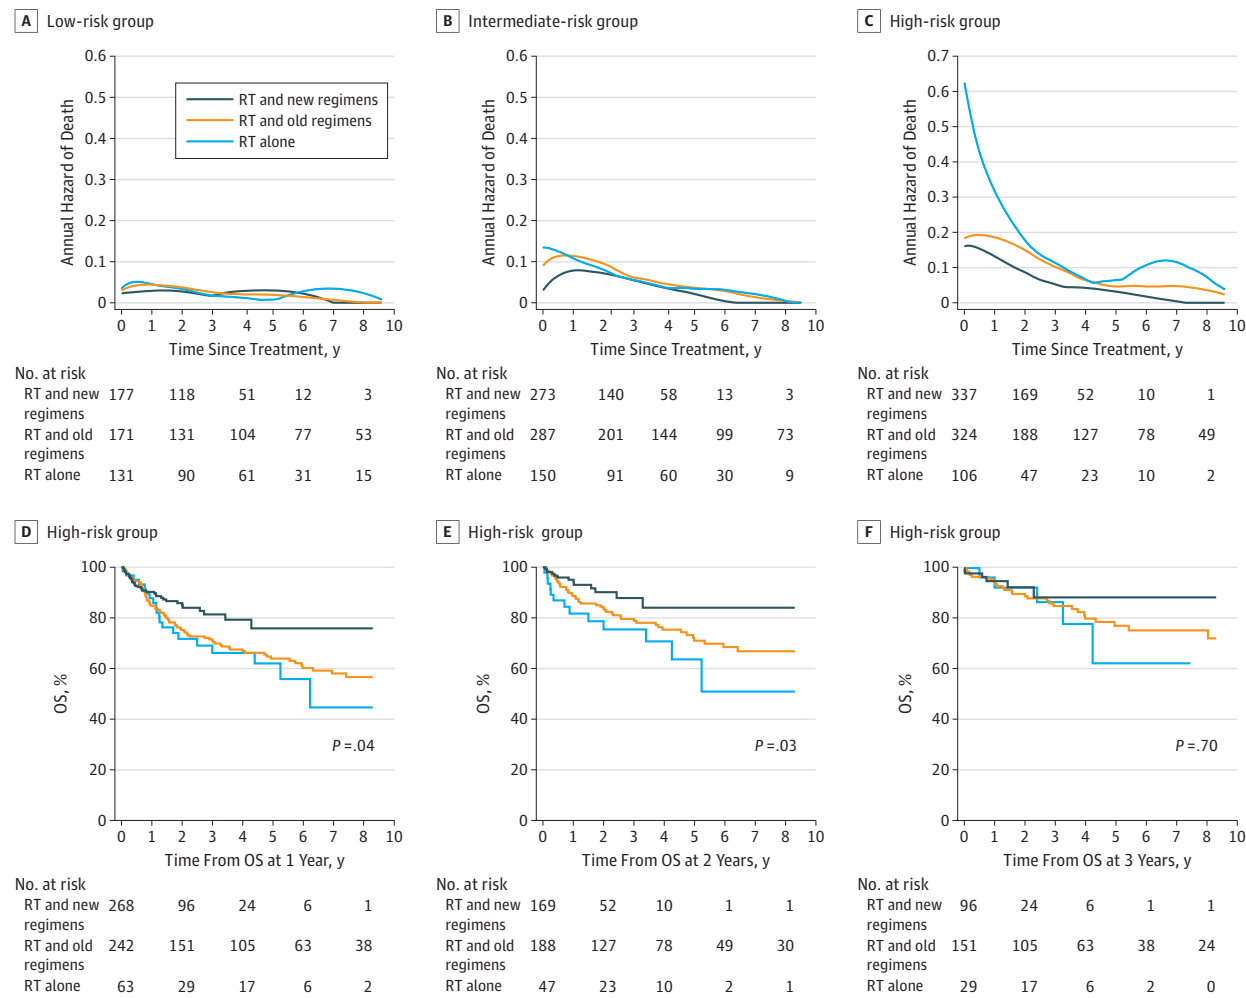 A Low-risk group
0.6
0.5
0.4
0.3
0.2
0.1
0
Annual Hazard of Death
RT and new regimens
RT and old regimens
RT alone
0 1 2 3 4 5 6 7 8 9 10
Time Since Treatment, y
No. at risk
RT and new regimens 177 118 51 12 3
RT and old regimens 171 131 104 77 53
RT alone 131 90 61 31 15
B Intermediate-risk group
0.6
0.5
0.4
0.3
0.2
0.1
0
Annual Hazard of Death
0 1 2 3 4 5 6 7 8 9 10
Time Since Treatment, y
No. at risk
RT and new regimens 273 140 58 13 3
RT and old regimens 287 201 144 99 73
RT alone 150 91 60 30 9
C High-risk group
0.7
0.6
0.5
0.4
0.3
0.2
0.1
0
Annual Hazard of Death
0 1 2 3 4 5 6 7 8 9 10
Time Since Treatment, y
No. at risk
RT and new regimens 337 169 52 10 1
RT and old regimens 324 188 127 78 49
RT alone 106 47 23 10 2
D High-risk group
100
80
60
40
20
0
OS, %
P =.04
0 1 2 3 4 5 6 7 8 9 10
Time From OS at 1 Year, y
No. at risk
RT and new regimens 268 96 24 6 1
RT and old regimens 242 151 105 63 38
RT alone 63 29 17 6 2
E High-risk group
100
80
60
40
20
0
OS, %
P =.03
0 1 2 3 4 5 6 7 8 9 10
Time From OS at 2 Years, y
No. at risk
RT and new regimens 169 52 10 1 1
RT and old regimens 188 127 78 49 30
RT alone 47 23 10 2 1
F High-risk group
100
80
60
40
20
0
OS, %
P =.70
0 1 2 3 4 5 6 7 8 9 10
Time From OS at 3 Years, y
No. at risk
RT and new regimens 96 24 6 1 1
RT and old regimens 151 105 63 38 24
RT alone 29 17 6 2 0